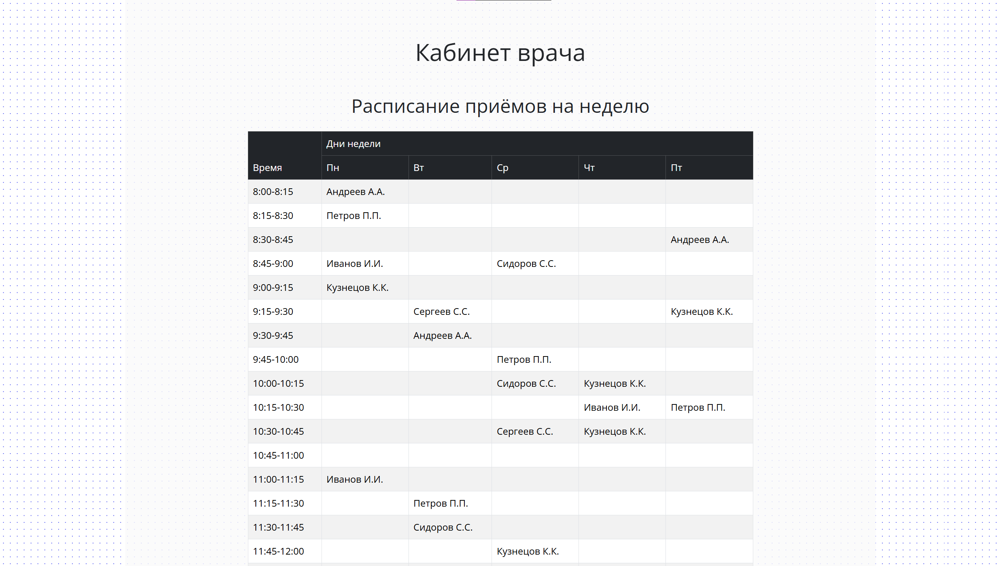 Кабинет врача
Расписание приёмов на неделю
Дни недели
Время Пн Вт Ср Чт Пт
8:00-8:15 Андреев А.А.
8:15-8:30 Петров П.П.
8:30-8:45 Андреев А.А.
8:45-9:00 Иванов И.И. Сидоров С.С.
9:00-9:15 Кузнецов К.К.
9:15-9:30 Сергеев С.С. Кузнецов К.К.
9:30-9:45 Андреев А.А.
9:45-10:00 Петров П.П.
10:00-10:15 Сидоров С.С. Кузнецов К.К.
10:15-10:30 Иванов И.И. Петров П.П.
10:30-10:45 Сергеев С.С. Кузнецов К.К.
10:45-11:00
11:00-11:15 Иванов И.И.
11:15-11:30 Петров П.П.
11:30-11:45 Сидоров С.С.
11:45-12:00 Кузнецов К.К.